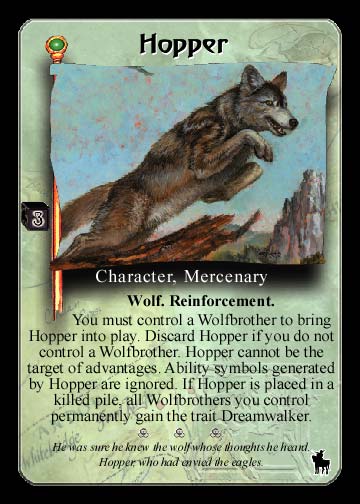 Hopper
3
Character, Mercenary
Wolf. Reinforcement.
You must control a Wolfbrother to bring
Hopper into play. Discard Hopper if you do not
control a Wolfbrother. Hopper cannot be the
target of advantages. Ability symbols generated
by Hopper are ignored. If Hopper is placed in a
killed pile, all Wolfbrothers you control
permanently gain the trait Dreamwalker.
He was sure he knew the wolf whose thoughts he heard.
Hopper, who had envied the eagles.